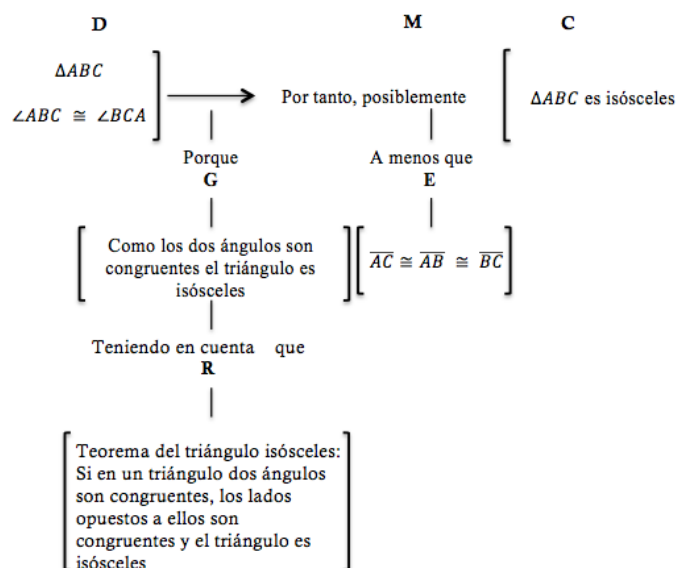 D M C
ΔABC
∠ABC ≅ ∠BCA
Por tanto, posiblemente
ΔABC es isósceles
Porque
G
A menos que
E
Como los dos ángulos son
congruentes el triángulo es
isósceles
AC ≅ AB ≅ BC
Teniendo en cuenta que
R
Teorema del triángulo isósceles:
Si en un triángulo dos ángulos
son congruentes, los lados
opuestos a ellos son
congruentes y el triángulo es
isósceles